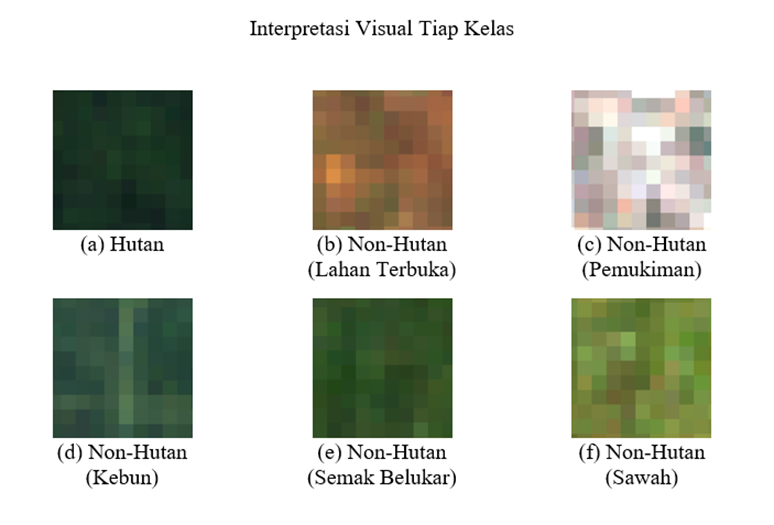 Interpretasi Visual Tiap Kelas
(a) Hutan
(b) Non-Hutan
(Lahan Terbuka)
(c) Non-Hutan
(Pemukiman)
(d) Non-Hutan
(Kebun)
(e) Non-Hutan
(Semak Belukar)
(f) Non-Hutan
(Sawah)